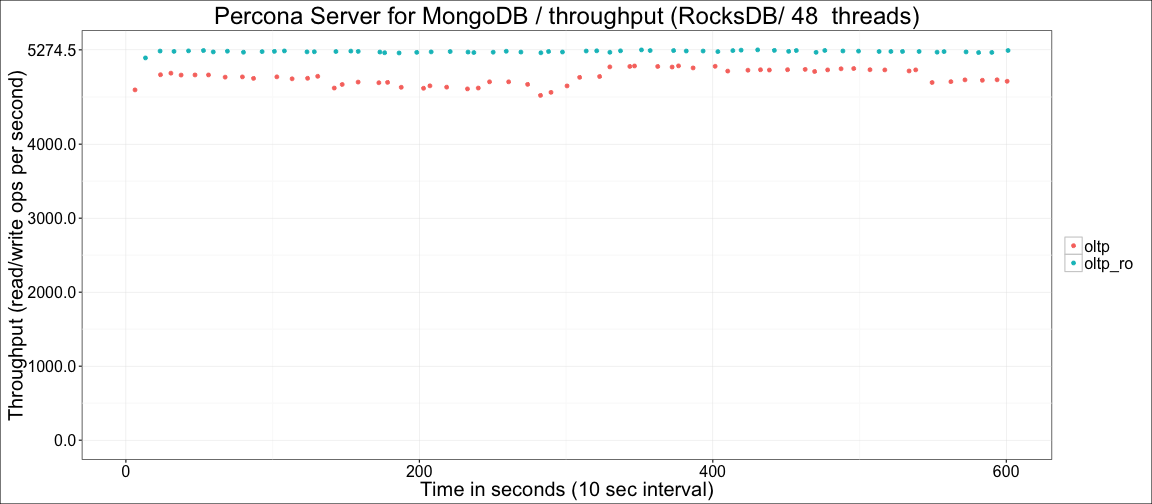 Percona Server for MongoDB / throughput (RocksDB/ 48  threads)
Throughput (read/write ops per second)
5274.5
4000.0
3000.0
2000.0
1000.0
0.0
0 200 400 600
Time in seconds (10 sec interval)
oltp
oltp_ro